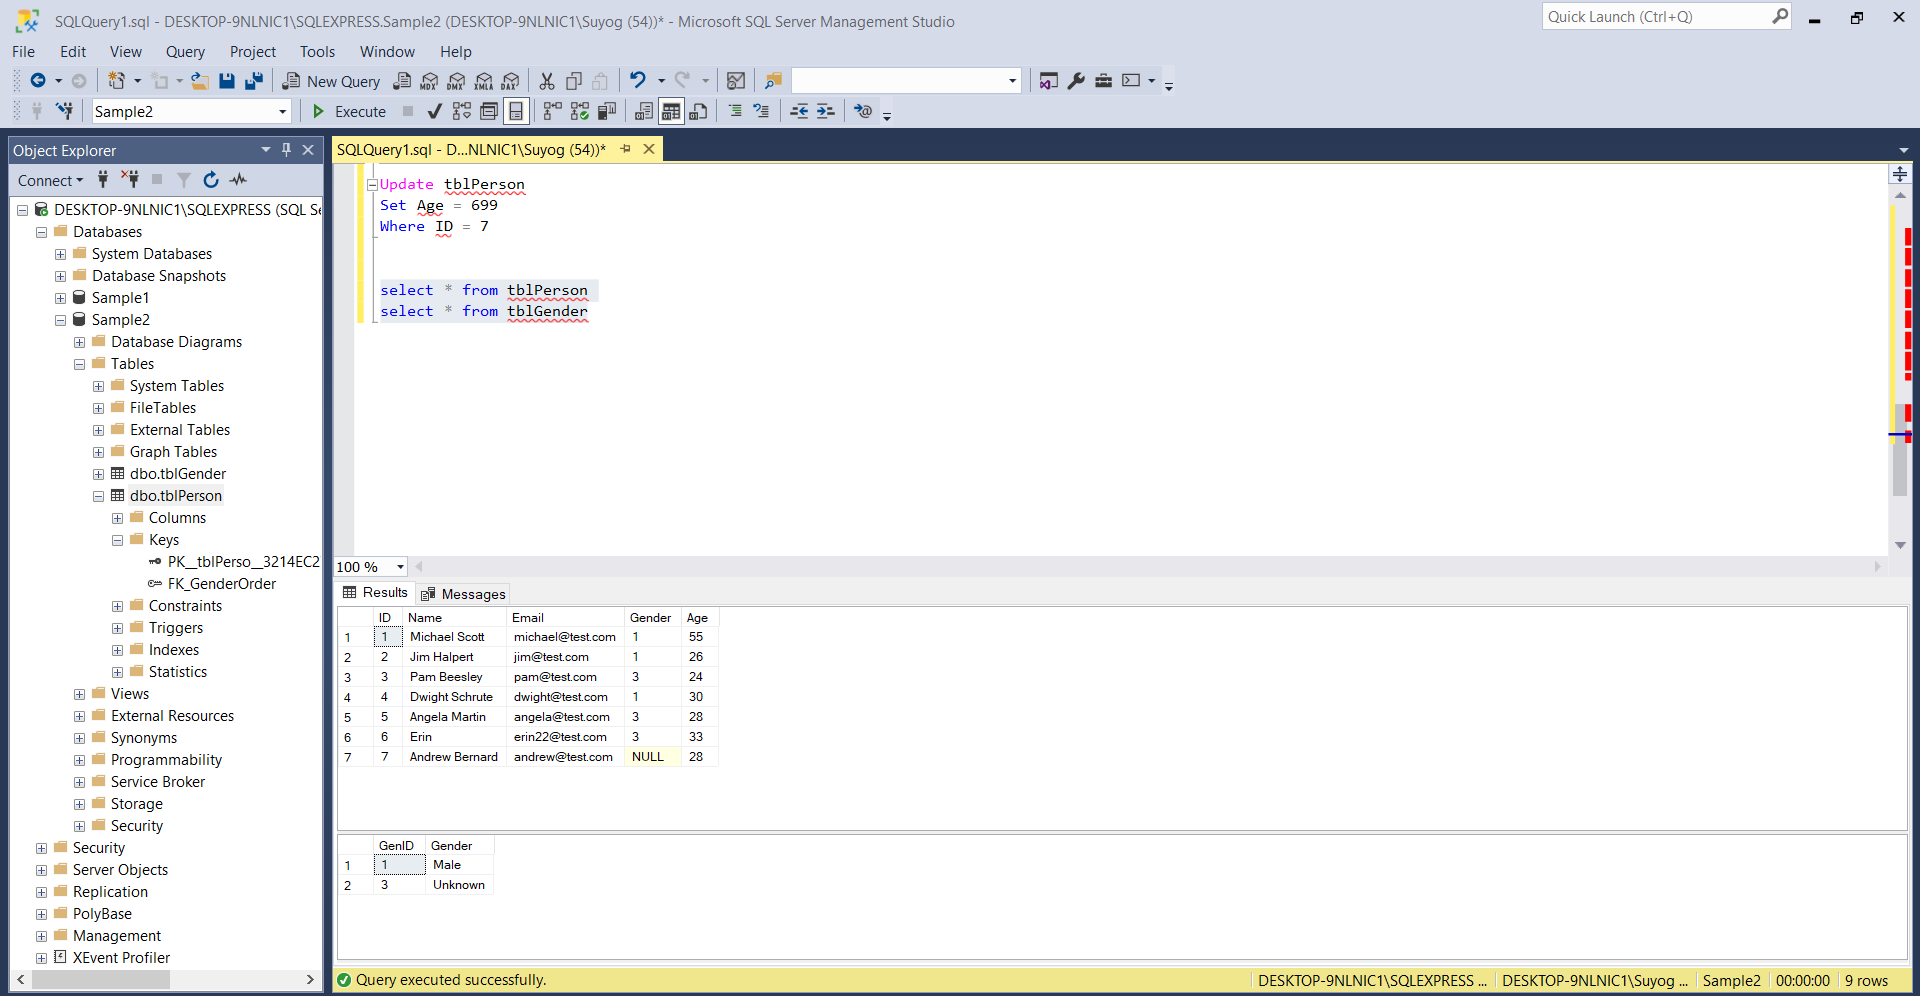 SQLQuery1.sql - DESKTOP-9NLNIC1\SQLEXPRESS.Sample2 (DESKTOP-9NLNIC1\Suyog (54))* - Microsoft SQL Server Management Studio
Quick Launch (Ctrl+Q)
File Edit View Query Project Tools Window Help
New Query MDX DMX XMLA DAX
Sample2 Execute
Object Explorer
SQLQuery1.sql - D...NLNIC1\Suyog (54))*
Connect
DESKTOP-9NLNIC1\SQLEXPRESS (SQL Se
Databases
System Databases
Database Snapshots
Sample1
Sample2
Database Diagrams
Tables
System Tables
FileTables
External Tables
Graph Tables
dbo.tblGender
dbo.tblPerson
Columns
Keys
PK__tblPerso__3214EC2
FK_GenderOrder
Constraints
Triggers
Indexes
Statistics
Views
External Resources
Synonyms
Programmability
Service Broker
Storage
Security
Security
Server Objects
Replication
PolyBase
Management
XEvent Profiler
Update tblPerson
Set Age = 699
Where ID = 7
select * from tblPerson
select * from tblGender
100 %
Results Messages
ID Name Email Gender Age
1 1 Michael Scott michael@test.com 1 55
2 2 Jim Halpert jim@test.com 1 26
3 3 Pam Beesley pam@test.com 3 24
4 4 Dwight Schrute dwight@test.com 1 30
5 5 Angela Martin angela@test.com 3 28
6 6 Erin erin22@test.com 3 33
7 7 Andrew Bernard andrew@test.com NULL 28
GenID Gender
1 1 Male
2 3 Unknown
Query executed successfully.
DESKTOP-9NLNIC1\SQLEXPRESS ... DESKTOP-9NLNIC1\Suyog ... Sample2 00:00:00 9 rows